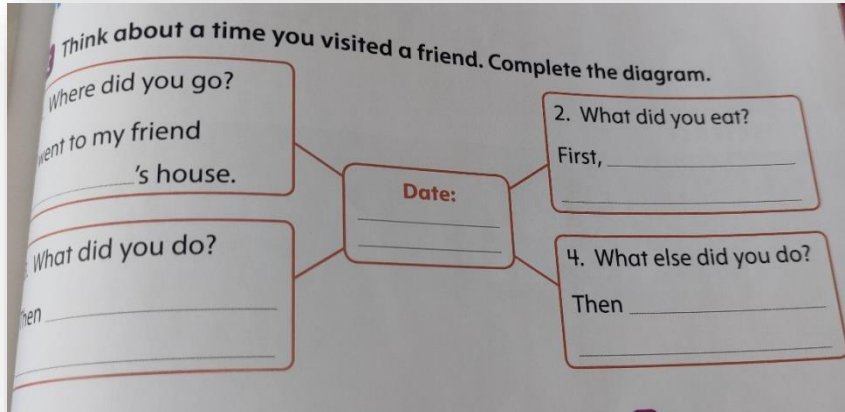 Think about a time you visited a friend. Complete the diagram.
Where did you go?
went to my friend
's house.
Date:
2. What did you eat?
First,
What did you do?
Then
4. What else did you do?
Then